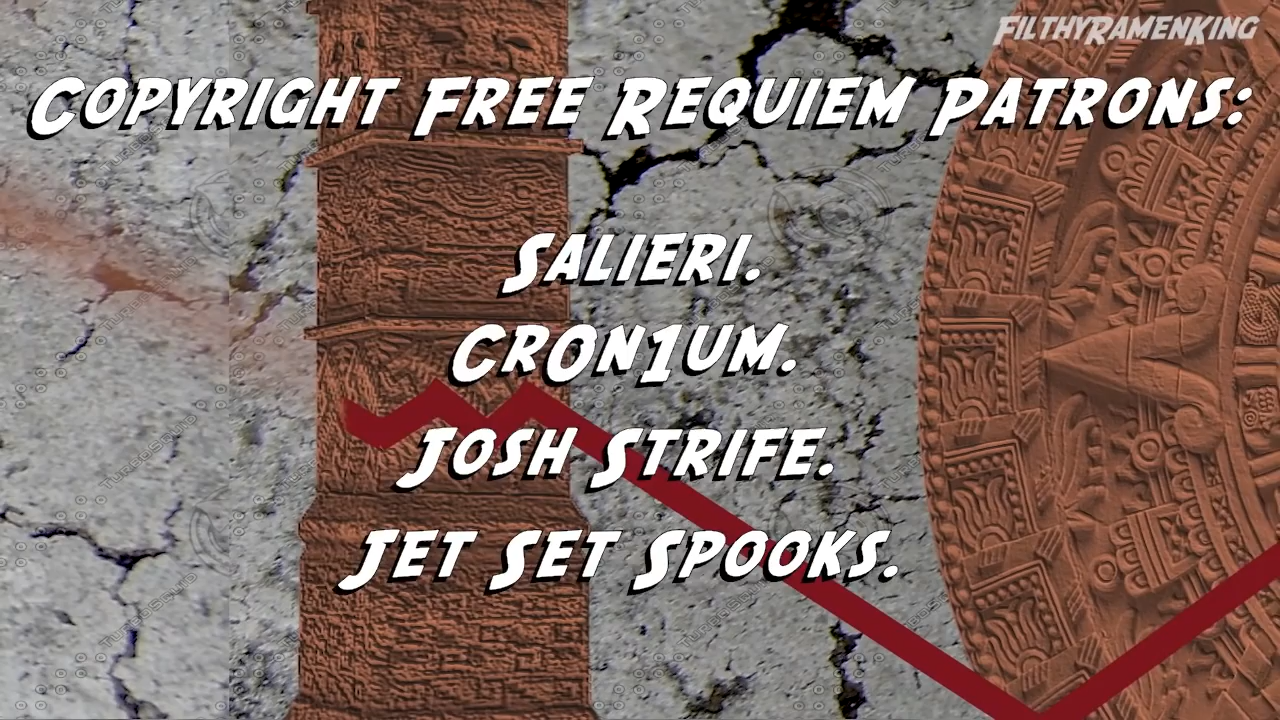 FilthyRamenKing
Copyright Free Requiem Patrons:
Salieri.
Cron1um.
Josh Strife.
Jet Set Spooks.